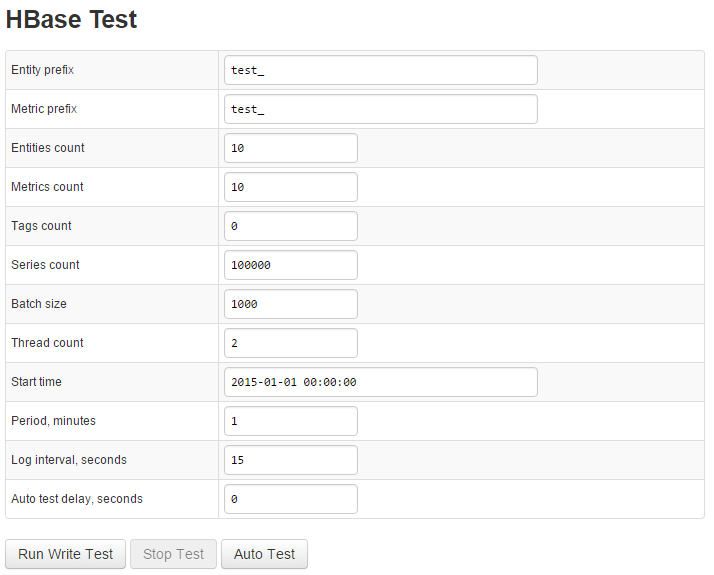 HBase Test
Entity prefix test_
Metric prefix test_
Entities count 10
Metrics count 10
Tags count 0
Series count 100000
Batch size 1000
Thread count 2
Start time 2015-01-01 00:00:00
Period, minutes 1
Log interval, seconds 15
Auto test delay, seconds 0
Run Write Test Stop Test Auto Test